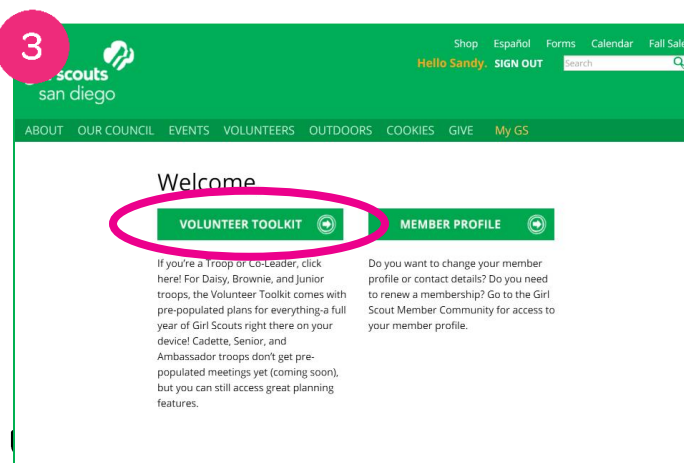 3
Shop Español Forms Calendar Fall Sale
Hello Sandy. SIGN OUT Search
scouts
san diego
ABOUT OUR COUNCIL EVENTS VOLUNTEERS OUTDOORS COOKIES GIVE My GS
Welcome
VOLUNTEER TOOLKIT
If you're a Troop or Co-Leader, click
here! For Daisy, Brownie, and Junior
troops, the Volunteer Toolkit comes with
pre-populated plans for everything-a full
year of Girl Scouts right there on your
device! Cadette, Senior, and
Ambassador troops don't get pre-
populated meetings yet (coming soon),
but you can still access great planning
features.
MEMBER PROFILE
Do you want to change your member
profile or contact details? Do you need
to renew a membership? Go to the Girl
Scout Member Community for access to
your member profile.